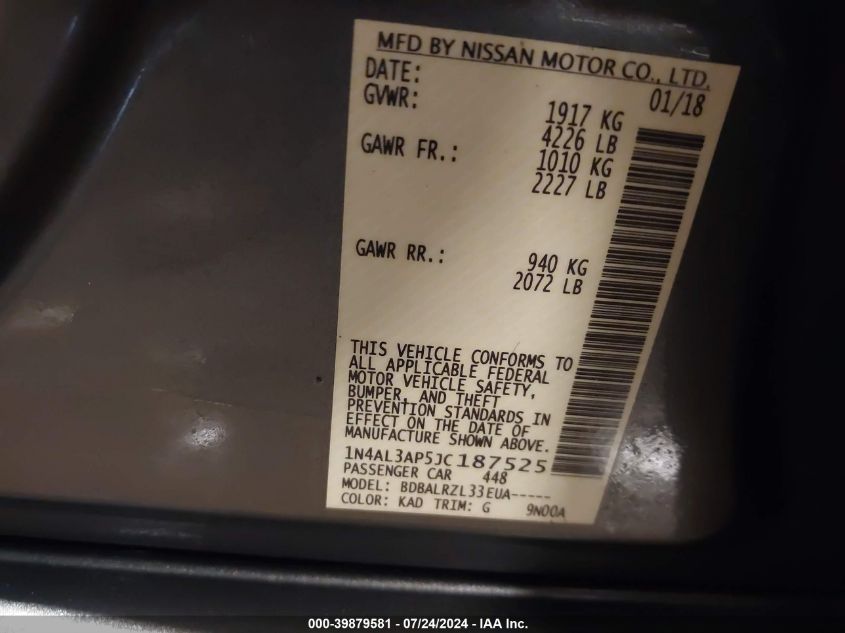 MFD BY NISSAN MOTOR CO., LTD.
DATE: 01/18
GVWR: 1917 KG
4226 LB
GAWR FR.: 1010 KG
2227 LB
GAWR RR.: 940 KG
2072 LB
THIS VEHICLE CONFORMS TO
ALL APPLICABLE FEDERAL
MOTOR VEHICLE SAFETY,
BUMPER, AND THEFT
PREVENTION STANDARDS IN
EFFECT ON THE DATE OF
MANUFACTURE SHOWN ABOVE.
1N4AL3AP5JC187525
PASSENGER CAR 448
MODEL: BDBALRZL33EUA-----
COLOR: KAD TRIM: G 9N00A
000-39879581 / 07/24/2024 - IAA Inc.